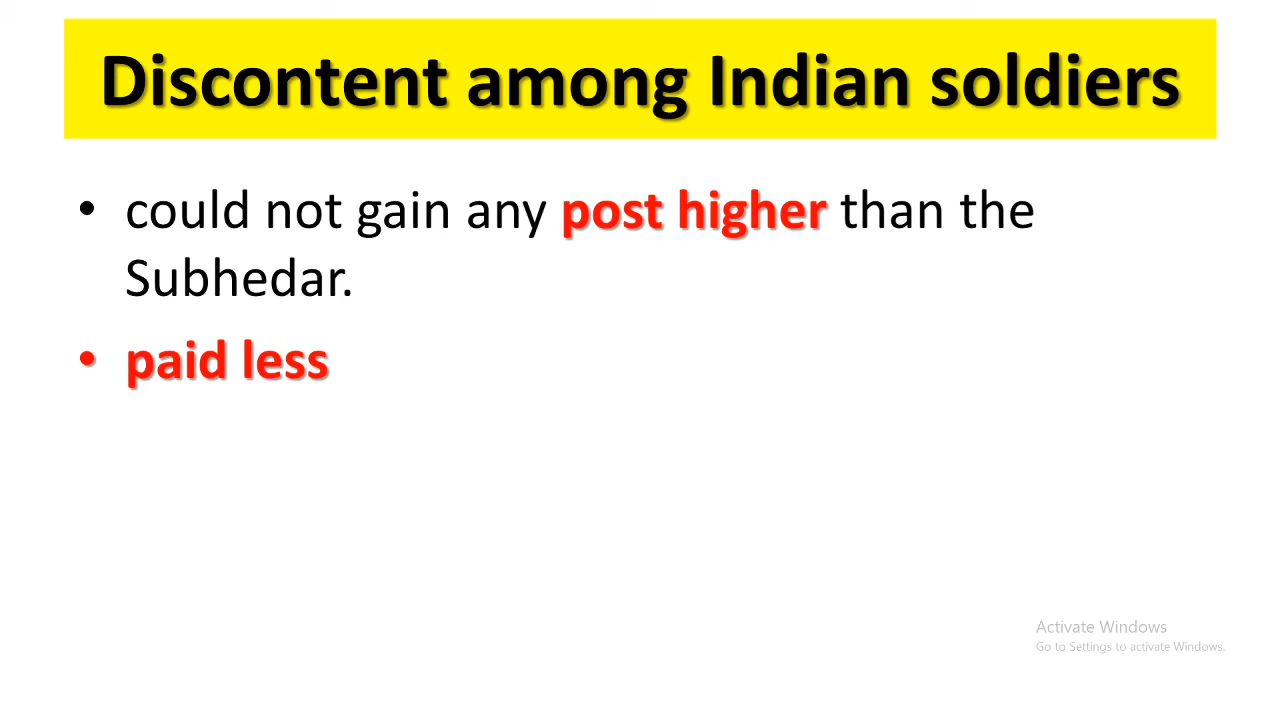 Discontent among Indian soldiers
• could not gain any post higher than the
Subhedar.
• paid less
Activate Windows
Go to Settings to activate Windows.